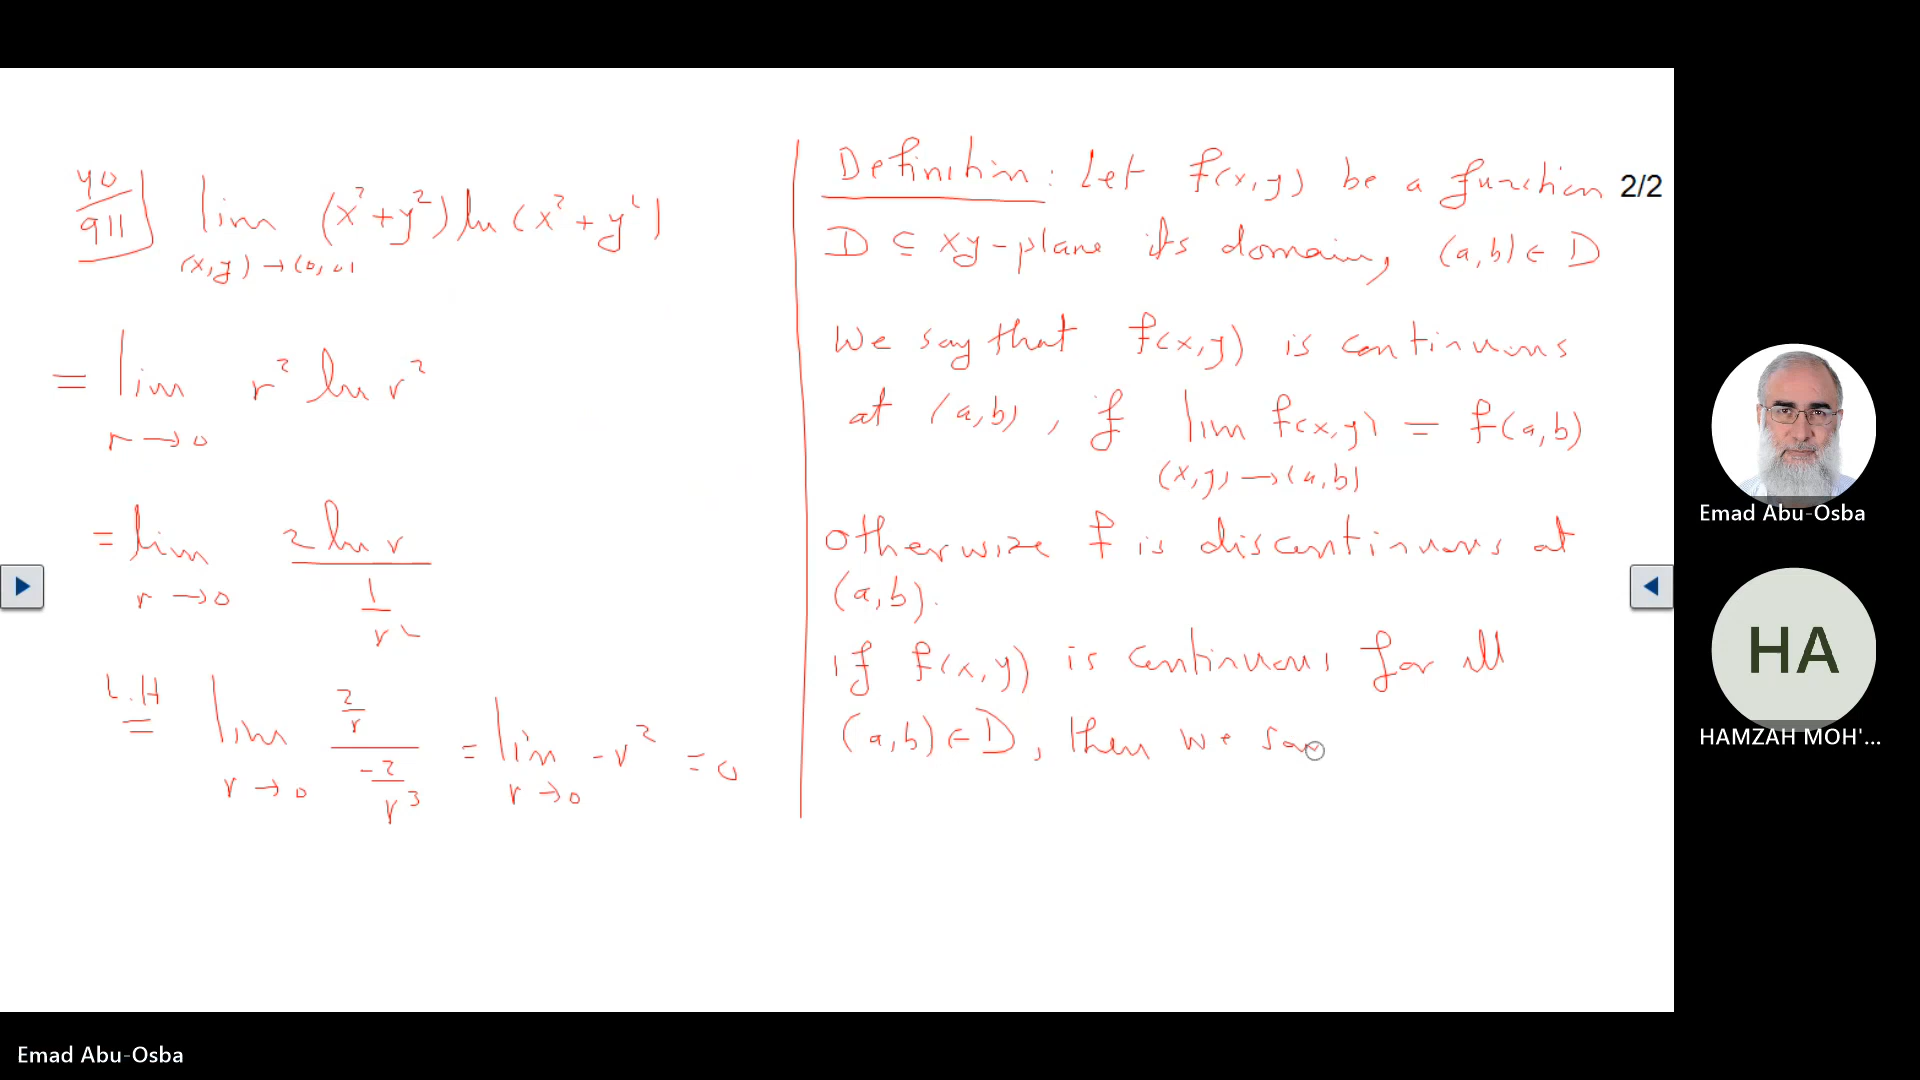 40/911 lim (x²+y²) ln(x²+y²)
(x,y)→(0,0)
= lim r² ln r²
r→0
= lim 2 ln r / (1/r²)
r→0
L.H = lim (2/r) / (-2/r³) = lim -r² = 0
r→0 r→0
Definition: Let f(x,y) be a function
D ⊆ xy-plane its domain, (a,b) ∈ D
We say that f(x,y) is continuous
at (a,b), if lim f(x,y) = f(a,b)
(x,y)→(a,b)
otherwize f is discontinuous at
(a,b).
if f(x,y) is continuous for all
(a,b) ∈ D, then we say
2/2
Emad Abu-Osba
HA
HAMZAH MOH'...
Emad Abu-Osba